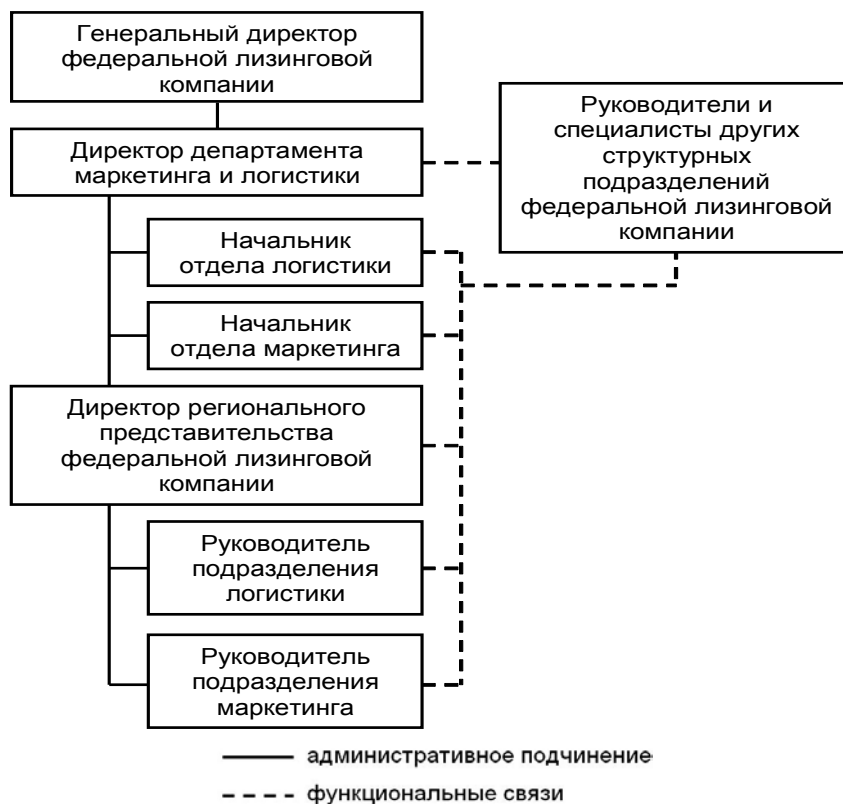 Генеральный директор
федеральной лизинговой
компании
Директор департамента
маркетинга и логистики
Руководители и
специалисты других
структурных
подразделений
федеральной лизинговой
компании
Начальник
отдела логистики
Начальник
отдела маркетинга
Директор регионального
представительства
федеральной лизинговой
компании
Руководитель
подразделения
логистики
Руководитель
подразделения
маркетинга
административное подчинение
функциональные связи